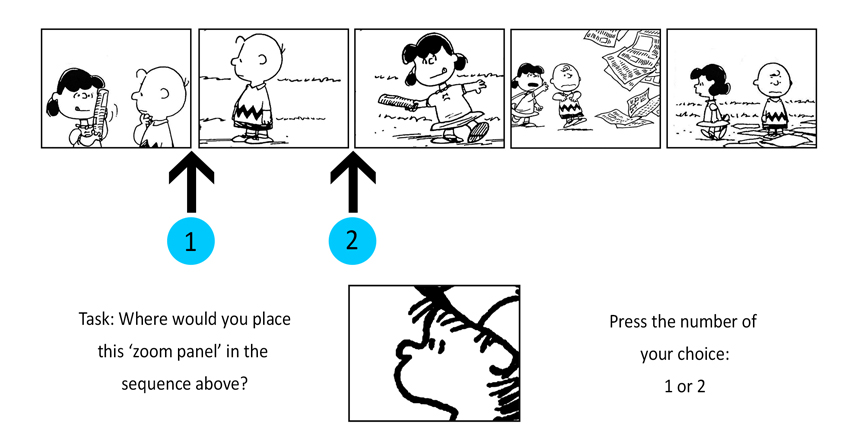 1
2
Task: Where would you place
this ‘zoom panel’ in the
sequence above?
Press the number of
your choice:
1 or 2